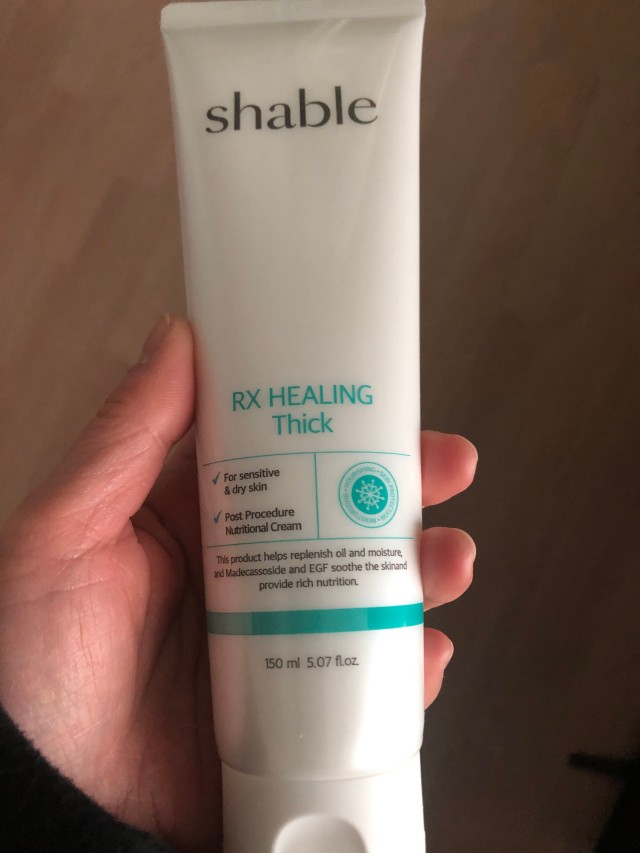 shable
RX HEALING
Thick
For sensitive
& dry skin
Post Procedure
Nutritional Cream
This product helps replenish oil and moisture,
and Madecassoside and EGF soothe the skinand
provide rich nutrition.
150 ml 5.07 fl.oz.